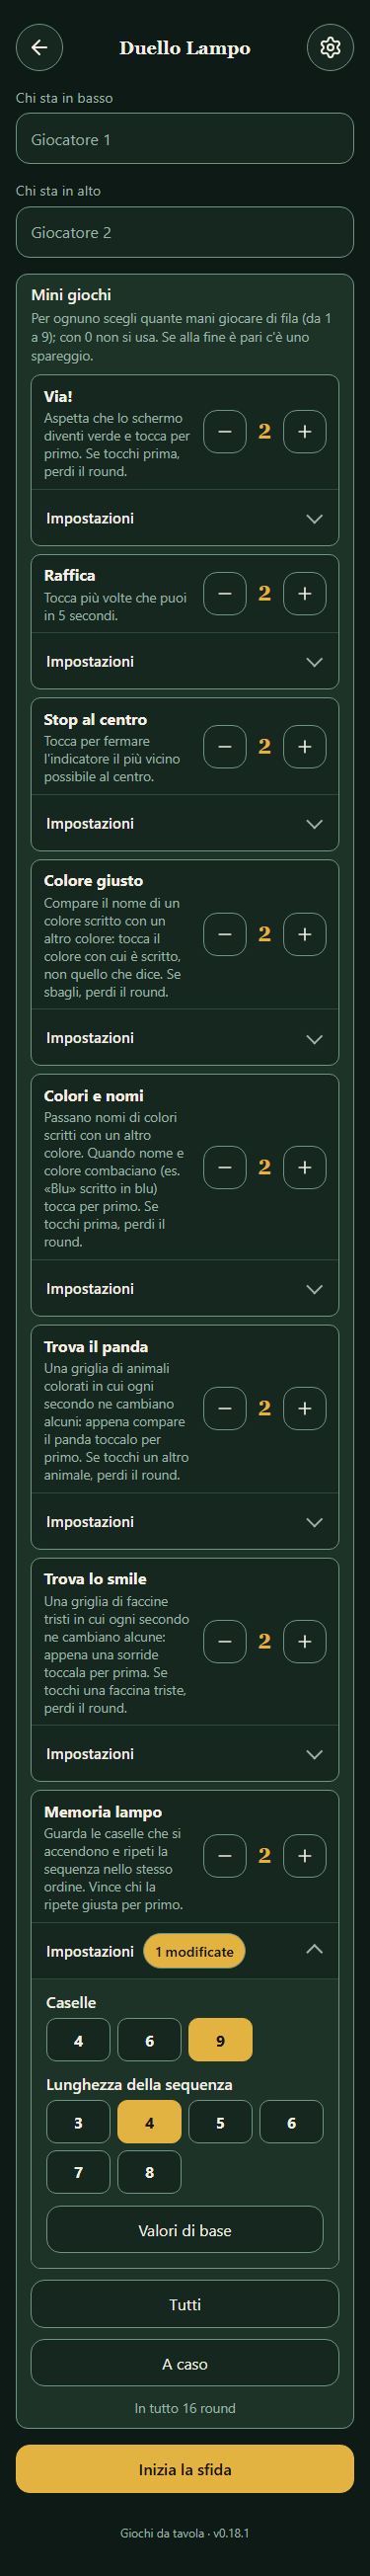 Duello Lampo
Chi sta in basso
Giocatore 1
Chi sta in alto
Giocatore 2
Mini giochi
Per ognuno scegli quante mani giocare di fila (da 1
a 9); con 0 non si usa. Se alla fine è pari c'è uno
spareggio.
Via!
Aspetta che lo schermo
diventi verde e tocca per
primo. Se tocchi prima,
perdi il round.
− 2 +
Impostazioni
Raffica
Tocca più volte che puoi
in 5 secondi.
− 2 +
Impostazioni
Stop al centro
Tocca per fermare
l'indicatore il più vicino
possibile al centro.
− 2 +
Impostazioni
Colore giusto
Compare il nome di un
colore scritto con un
altro colore: tocca il
colore con cui è scritto,
non quello che dice. Se
sbagli, perdi il round.
− 2 +
Impostazioni
Colori e nomi
Passano nomi di colori
scritti con un altro
colore. Quando nome e
colore combaciano (es.
«Blu» scritto in blu)
tocca per primo. Se
tocchi prima, perdi il
round.
− 2 +
Impostazioni
Trova il panda
Una griglia di animali
colorati in cui ogni
secondo ne cambiano
alcuni: appena compare
il panda toccalo per
primo. Se tocchi un altro
animale, perdi il round.
− 2 +
Impostazioni
Trova lo smile
Una griglia di faccine
tristi in cui ogni secondo
ne cambiano alcune:
appena una sorride
toccala per prima. Se
tocchi una faccina triste,
perdi il round.
− 2 +
Impostazioni
Memoria lampo
Guarda le caselle che si
accendono e ripeti la
sequenza nello stesso
ordine. Vince chi la
ripete giusta per primo.
− 2 +
Impostazioni 1 modificate
Caselle
4 6 9
Lunghezza della sequenza
3 4 5 6
7 8
Valori di base
Tutti
A caso
In tutto 16 round
Inizia la sfida
Giochi da tavola · v0.18.1